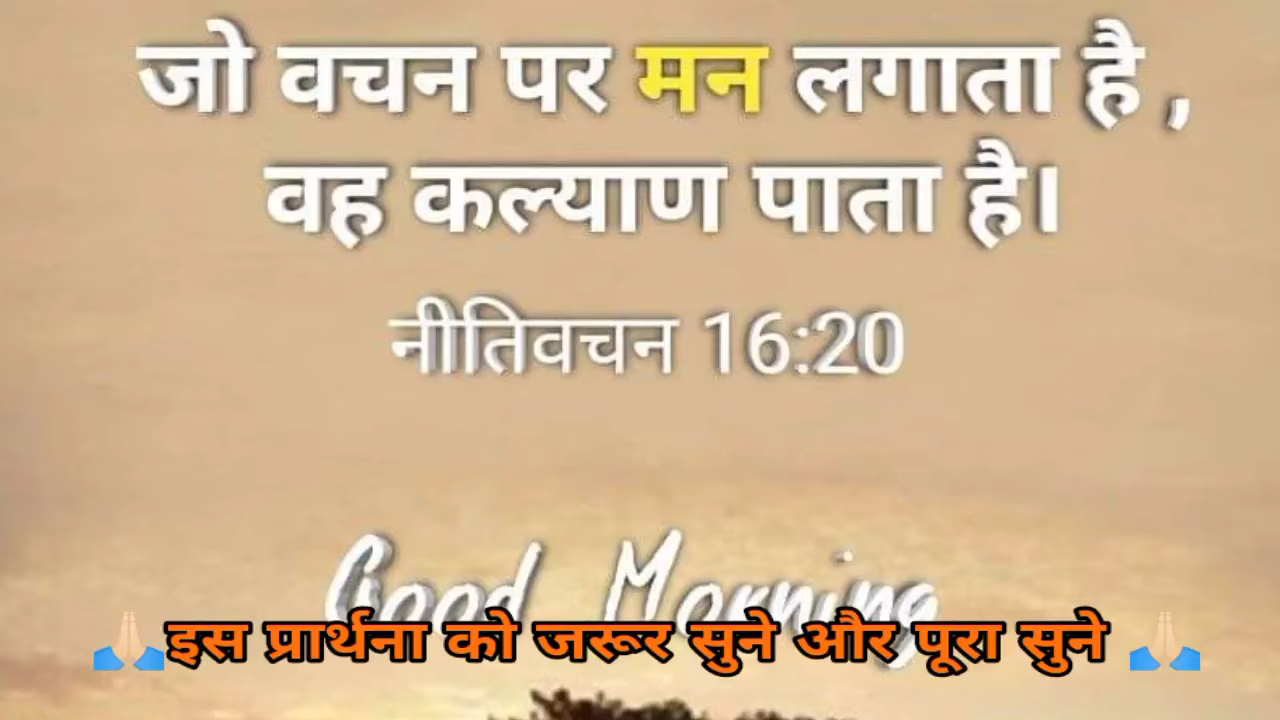 जो वचन पर मन लगाता है ,
वह कल्याण पाता है।
नीतिवचन 16:20
Good Morning
🙏🏻इस प्रार्थना को जरूर सुने और पूरा सुने 🙏🏻